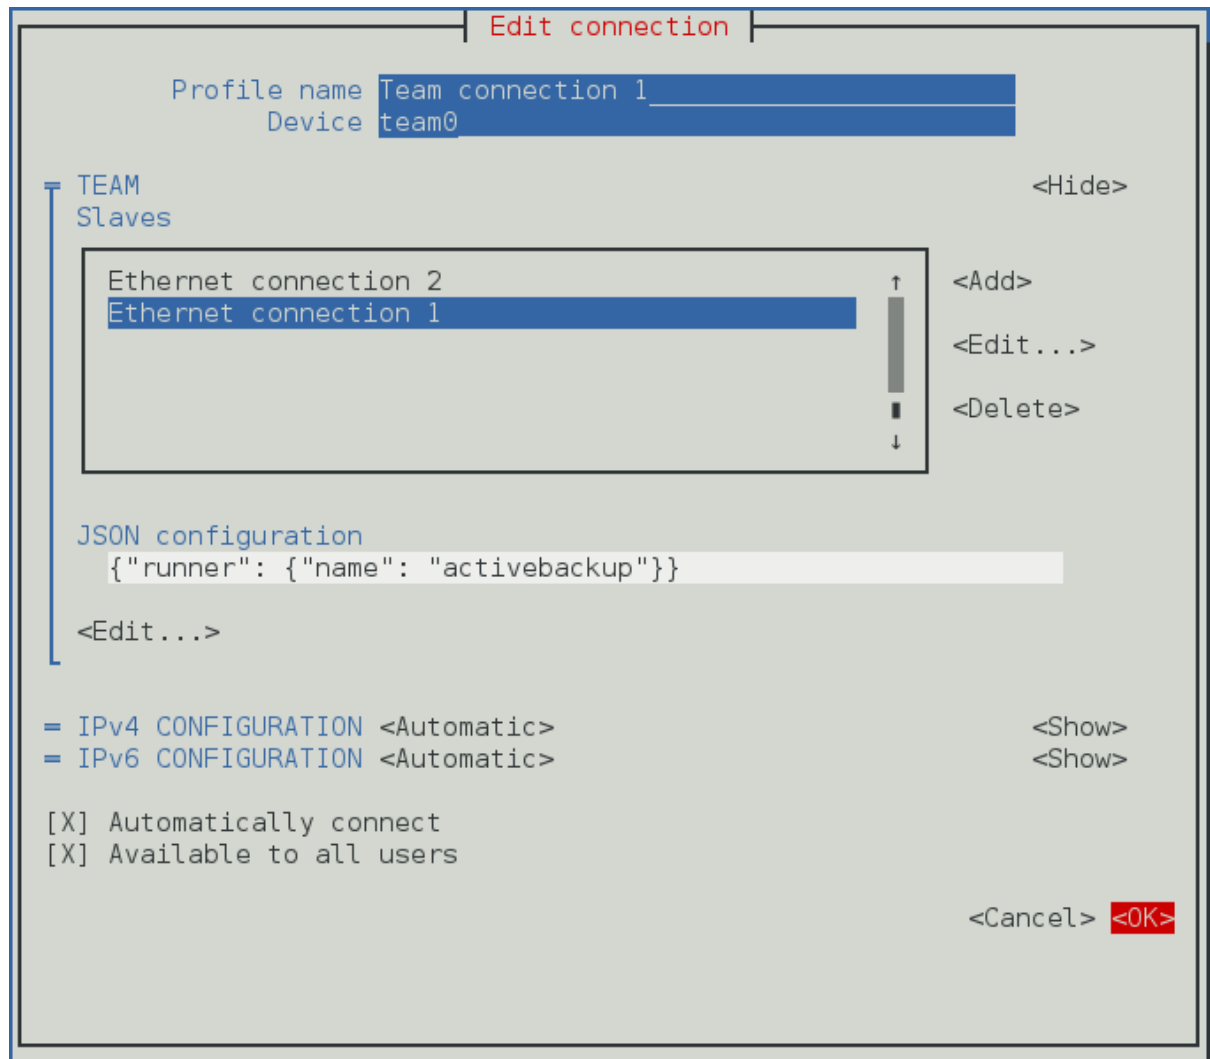 Edit connection
Profile name Team connection 1
Device team0
TEAM <Hide>
Slaves
Ethernet connection 2 ↑ <Add>
Ethernet connection 1
<Edit...>
<Delete>
↓
JSON configuration
{"runner": {"name": "activebackup"}}
<Edit...>
= IPv4 CONFIGURATION <Automatic> <Show>
= IPv6 CONFIGURATION <Automatic> <Show>
[X] Automatically connect
[X] Available to all users
<Cancel> <OK>